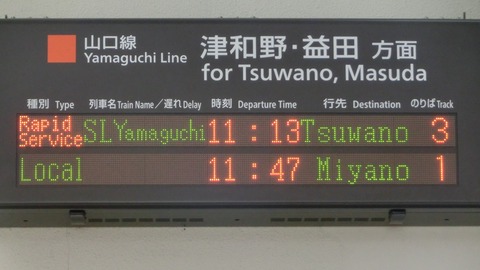 山口線 津和野・益田 方面
Yamaguchi Line for Tsuwano, Masuda
種別 Type 列車名 Train Name／遅れ Delay 時刻 Departure Time 行先 Destination のりば Track
Rapid Service SL Yamaguchi 11:13 Tsuwano 3
Local 11:47 Miyano 1